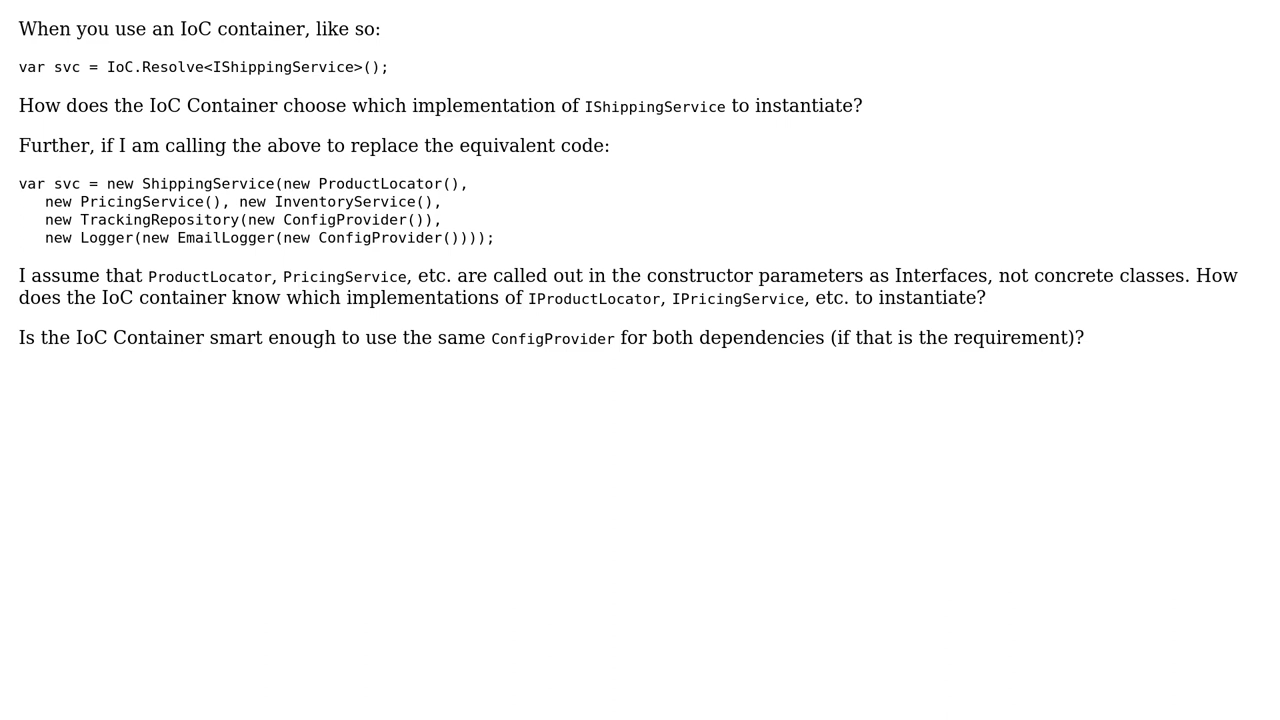 When you use an IoC container, like so:
var svc = IoC.Resolve<IShippingService>();
How does the IoC Container choose which implementation of IShippingService to instantiate?
Further, if I am calling the above to replace the equivalent code:
var svc = new ShippingService(new ProductLocator(),
   new PricingService(), new InventoryService(),
   new TrackingRepository(new ConfigProvider()),
   new Logger(new EmailLogger(new ConfigProvider())));
I assume that ProductLocator, PricingService, etc. are called out in the constructor parameters as Interfaces, not concrete classes. How
does the IoC container know which implementations of IProductLocator, IPricingService, etc. to instantiate?
Is the IoC Container smart enough to use the same ConfigProvider for both dependencies (if that is the requirement)?